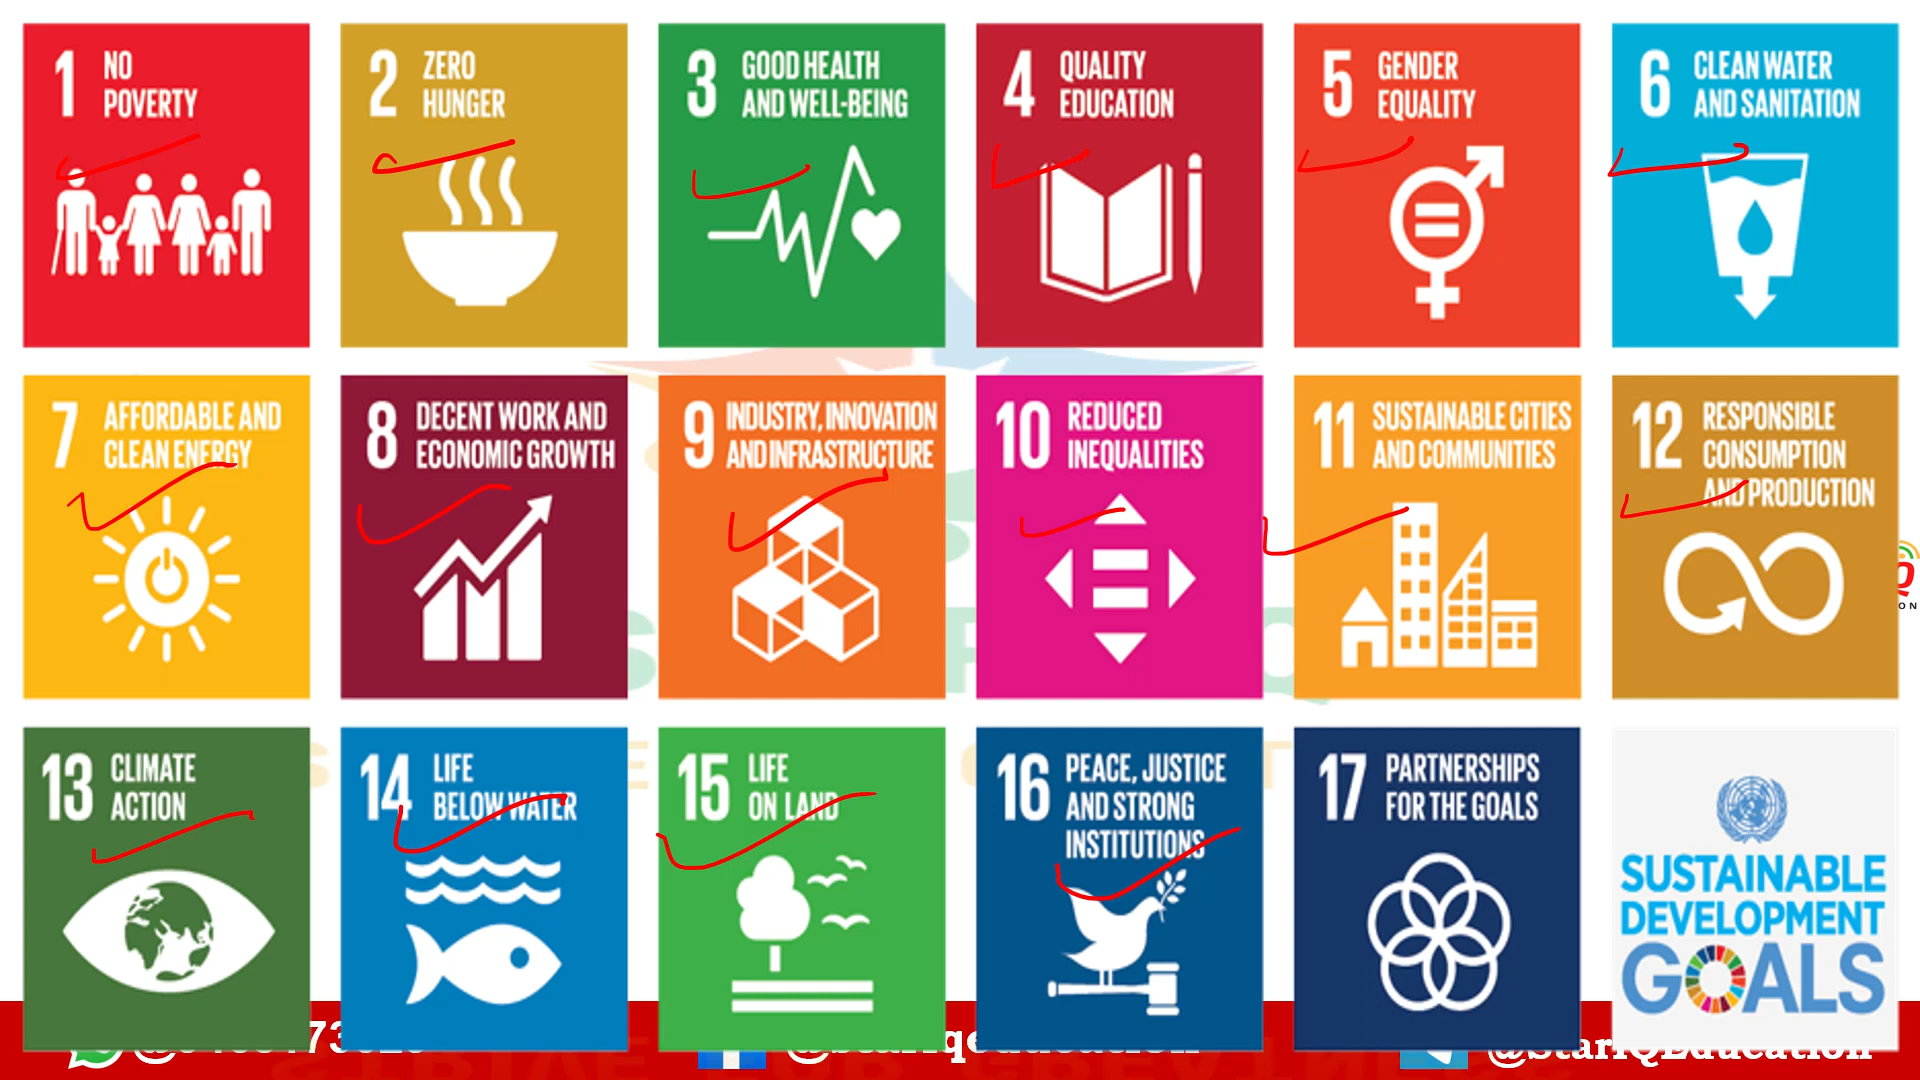 1 NO
POVERTY
2 ZERO
HUNGER
3 GOOD HEALTH
AND WELL-BEING
4 QUALITY
EDUCATION
5 GENDER
EQUALITY
6 CLEAN WATER
AND SANITATION
7 AFFORDABLE AND
CLEAN ENERGY
8 DECENT WORK AND
ECONOMIC GROWTH
9 INDUSTRY, INNOVATION
AND INFRASTRUCTURE
10 REDUCED
INEQUALITIES
11 SUSTAINABLE CITIES
AND COMMUNITIES
12 RESPONSIBLE
CONSUMPTION
AND PRODUCTION
13 CLIMATE
ACTION
14 LIFE
BELOW WATER
15 LIFE
ON LAND
16 PEACE, JUSTICE
AND STRONG
INSTITUTIONS
17 PARTNERSHIPS
FOR THE GOALS
SUSTAINABLE
DEVELOPMENT
GOALS
@StarIQEducation